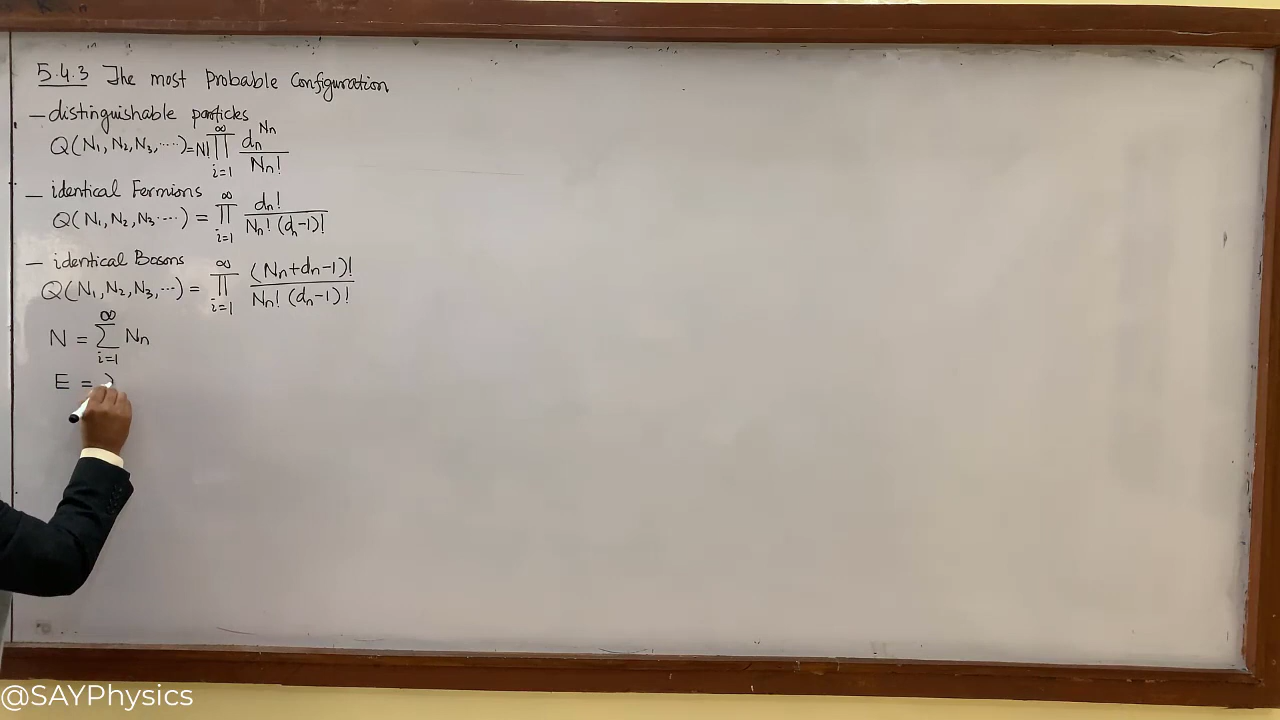 5.4.3 The most Probable Configuration
— distinguishable particles
Q(N₁, N₂, N₃, ....) = N! ∏_{i=1}^{∞} dₙ^{Nₙ} / Nₙ!
— identical Fermions
Q(N₁, N₂, N₃ ....) = ∏_{i=1}^{∞} dₙ! / Nₙ! (dₙ-1)!
— identical Bosons
Q(N₁, N₂, N₃, ...) = ∏_{i=1}^{∞} (Nₙ+dₙ-1)! / Nₙ! (dₙ-1)!
N = ∑_{i=1}^{∞} Nₙ
E =
@SAYPhysics